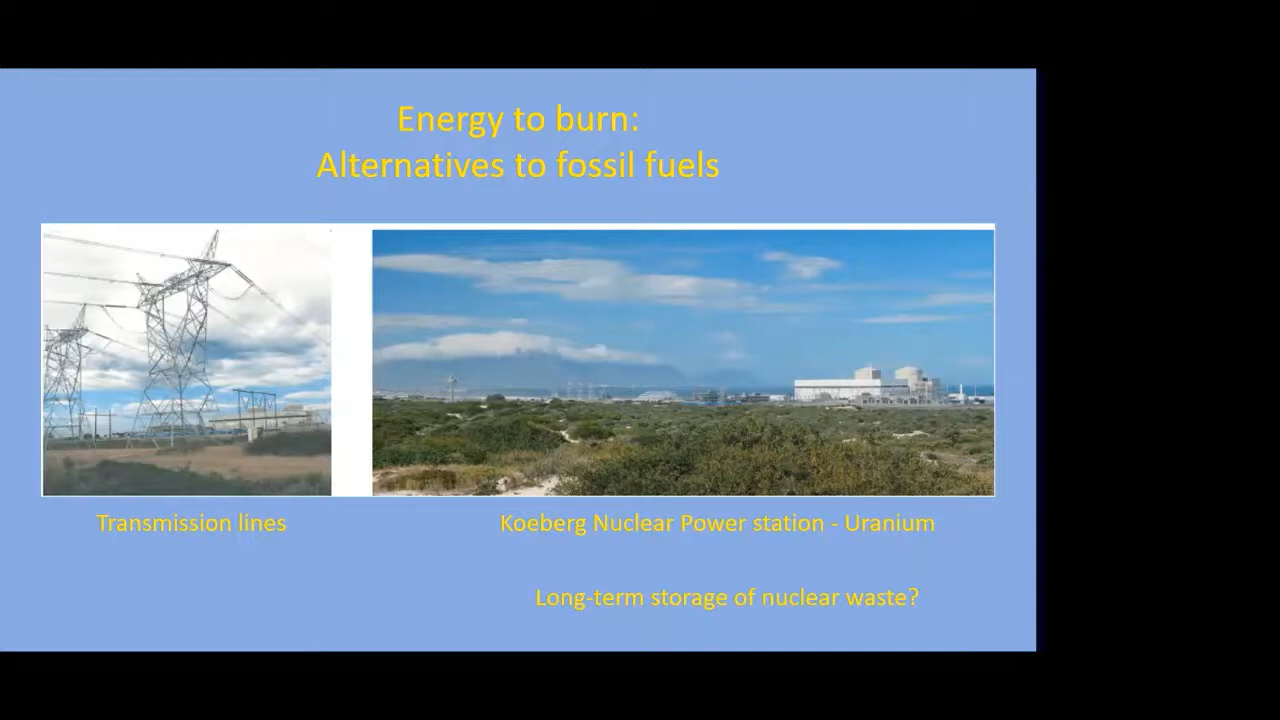 Energy to burn:
Alternatives to fossil fuels
Transmission lines
Koeberg Nuclear Power station - Uranium
Long-term storage of nuclear waste?